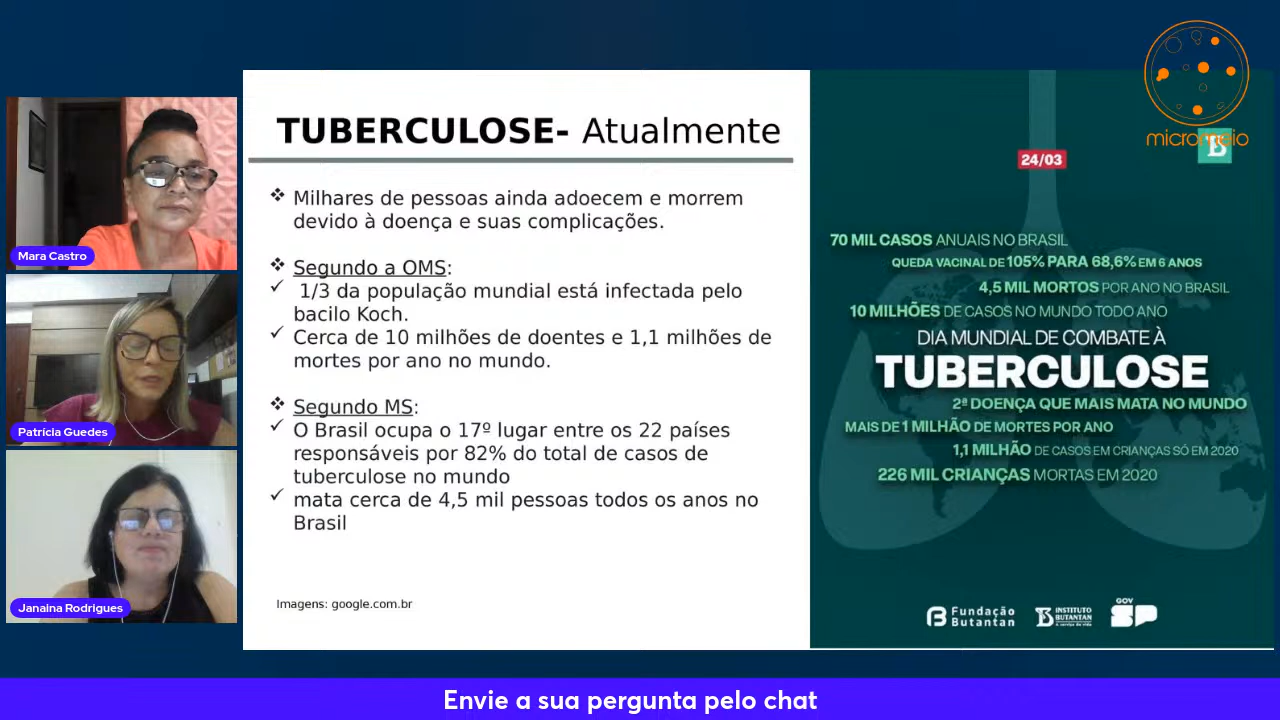 micromeio
Mara Castro
Patrícia Guedes
Janaina Rodrigues
TUBERCULOSE- Atualmente
❖ Milhares de pessoas ainda adoecem e morrem
devido à doença e suas complicações.
❖ Segundo a OMS:
✓ 1/3 da população mundial está infectada pelo
bacilo Koch.
✓ Cerca de 10 milhões de doentes e 1,1 milhões de
mortes por ano no mundo.
❖ Segundo MS:
✓ O Brasil ocupa o 17º lugar entre os 22 países
responsáveis por 82% do total de casos de
tuberculose no mundo
✓ mata cerca de 4,5 mil pessoas todos os anos no
Brasil
Imagens: google.com.br
24/03
70 MIL CASOS ANUAIS NO BRASIL
QUEDA VACINAL DE 105% PARA 68,6% EM 6 ANOS
4,5 MIL MORTOS POR ANO NO BRASIL
10 MILHÕES DE CASOS NO MUNDO TODO ANO
DIA MUNDIAL DE COMBATE À
TUBERCULOSE
2ª DOENÇA QUE MAIS MATA NO MUNDO
MAIS DE 1 MILHÃO DE MORTES POR ANO
1,1 MILHÃO DE CASOS EM CRIANÇAS SÓ EM 2020
226 MIL CRIANÇAS MORTAS EM 2020
Fundação
Butantan
INSTITUTO
BUTANTAN
GOV
SP
Envie a sua pergunta pelo chat